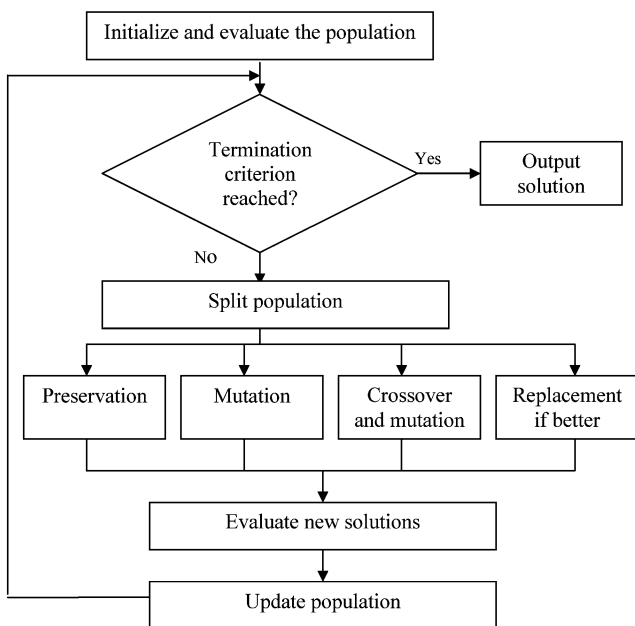 Initialize and evaluate the population
Termination
criterion
reached?
Yes
Output
solution
No
Split population
Preservation
Mutation
Crossover
and mutation
Replacement
if better
Evaluate new solutions
Update population